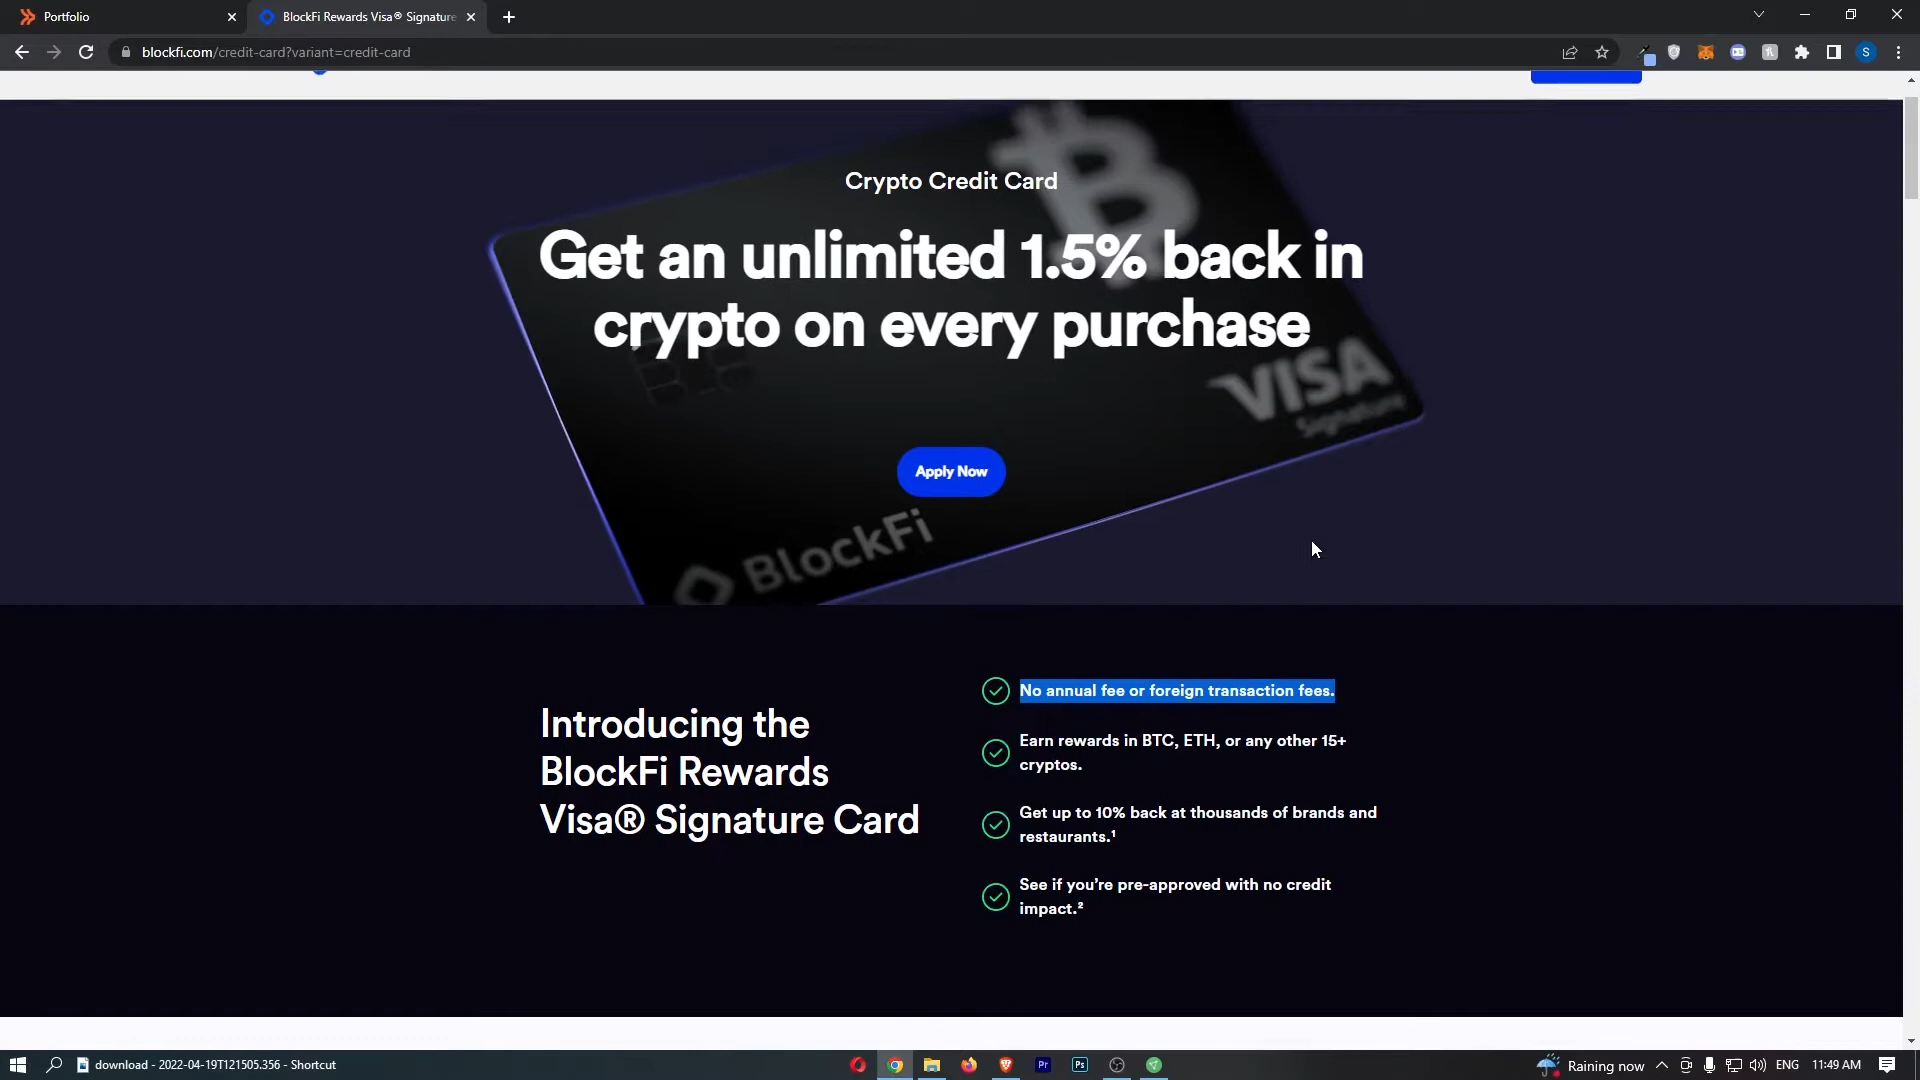 Portfolio
BlockFi Rewards Visa® Signature
blockfi.com/credit-card?variant=credit-card
S
Crypto Credit Card
Get an unlimited 1.5% back in
crypto on every purchase
VISA
Signature
Apply Now
BlockFi
Introducing the
BlockFi Rewards
Visa® Signature Card
No annual fee or foreign transaction fees.
Earn rewards in BTC, ETH, or any other 15+
cryptos.
Get up to 10% back at thousands of brands and
restaurants.¹
See if you’re pre-approved with no credit
impact.²
download - 2022-04-19T121505.356 - Shortcut
Pr
Ps
Raining now
ENG
11:49 AM